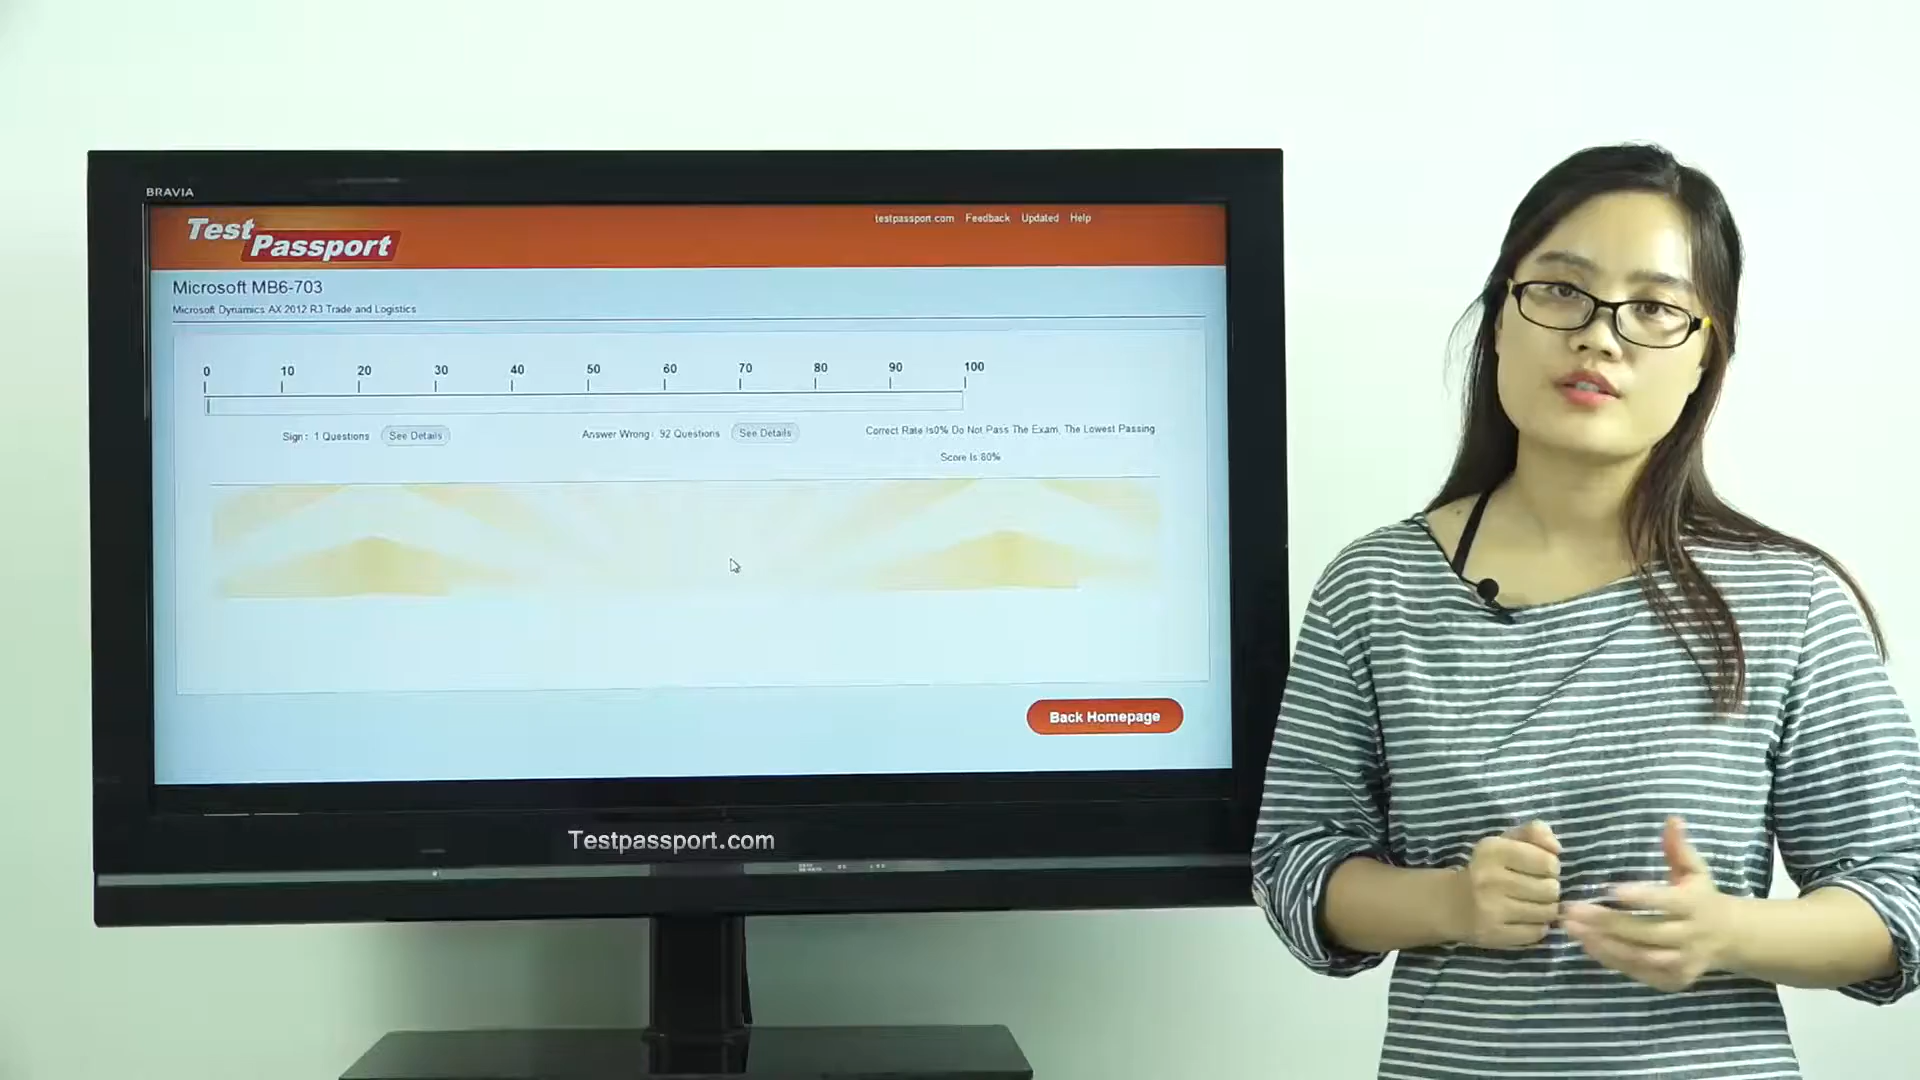 BRAVIA
Test
Passport
testpassport.com Feedback Updated Help
Microsoft MB6-703
Microsoft Dynamics AX 2012 R3 Trade and Logistics
0 10 20 30 40 50 60 70 80 90 100
Sign: 1 Questions See Details Answer Wrong: 92 Questions See Details Correct Rate Is0% Do Not Pass The Exam, The Lowest Passing
Score Is 80%
Back Homepage
Testpassport.com